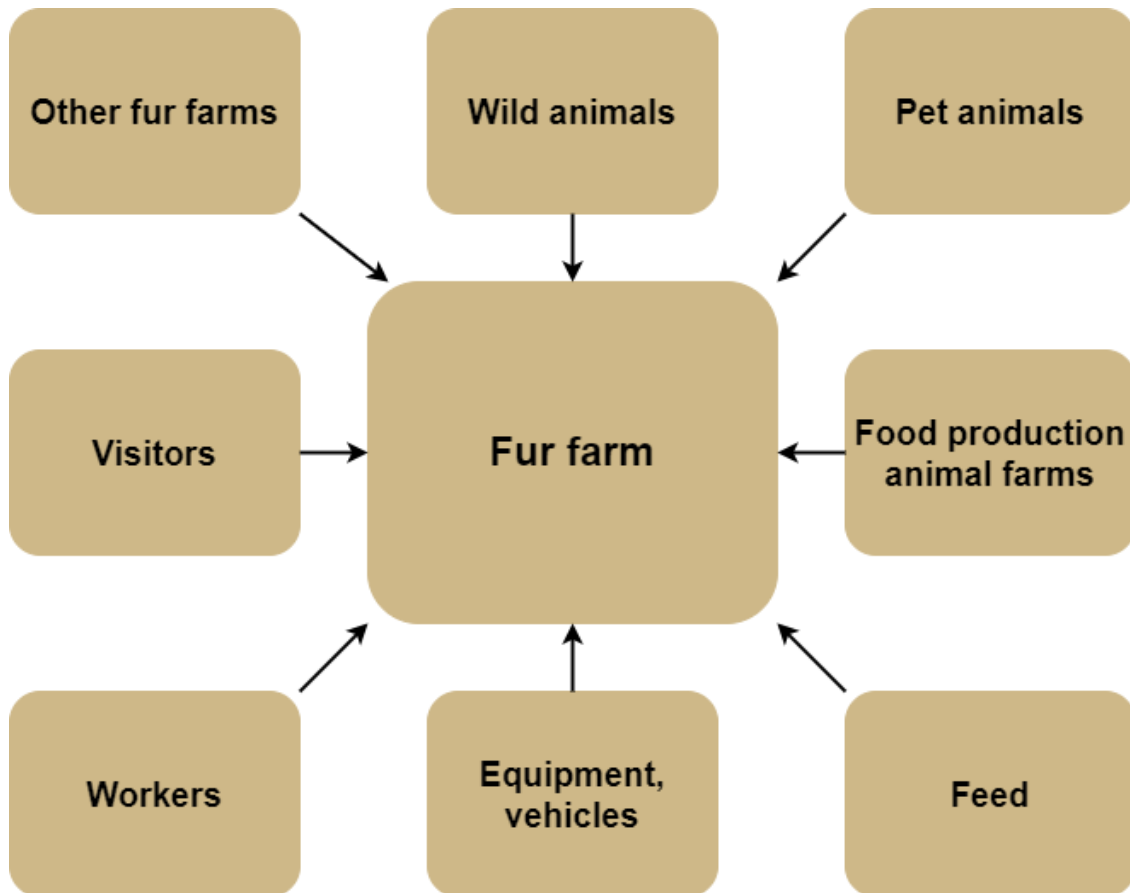 Other fur farms
Wild animals
Pet animals
Visitors
Fur farm
Food production
animal farms
Workers
Equipment,
vehicles
Feed